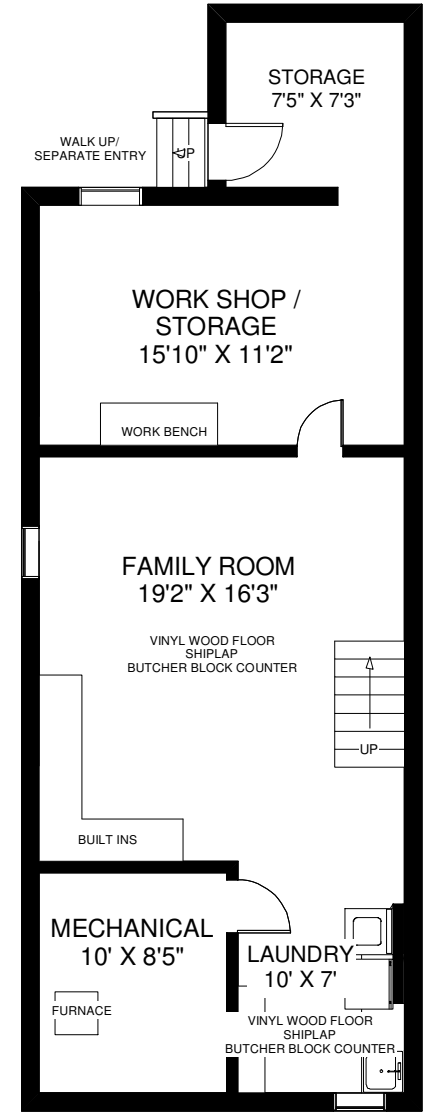 STORAGE
7'5" X 7'3"
WALK UP/
SEPARATE ENTRY
UP
WORK SHOP /
STORAGE
15'10" X 11'2"
WORK BENCH
FAMILY ROOM
19'2" X 16'3"
VINYL WOOD FLOOR
SHIPLAP
BUTCHER BLOCK COUNTER
UP
BUILT INS
MECHANICAL
10' X 8'5"
FURNACE
LAUNDRY
10' X 7'
VINYL WOOD FLOOR
SHIPLAP
BUTCHER BLOCK COUNTER